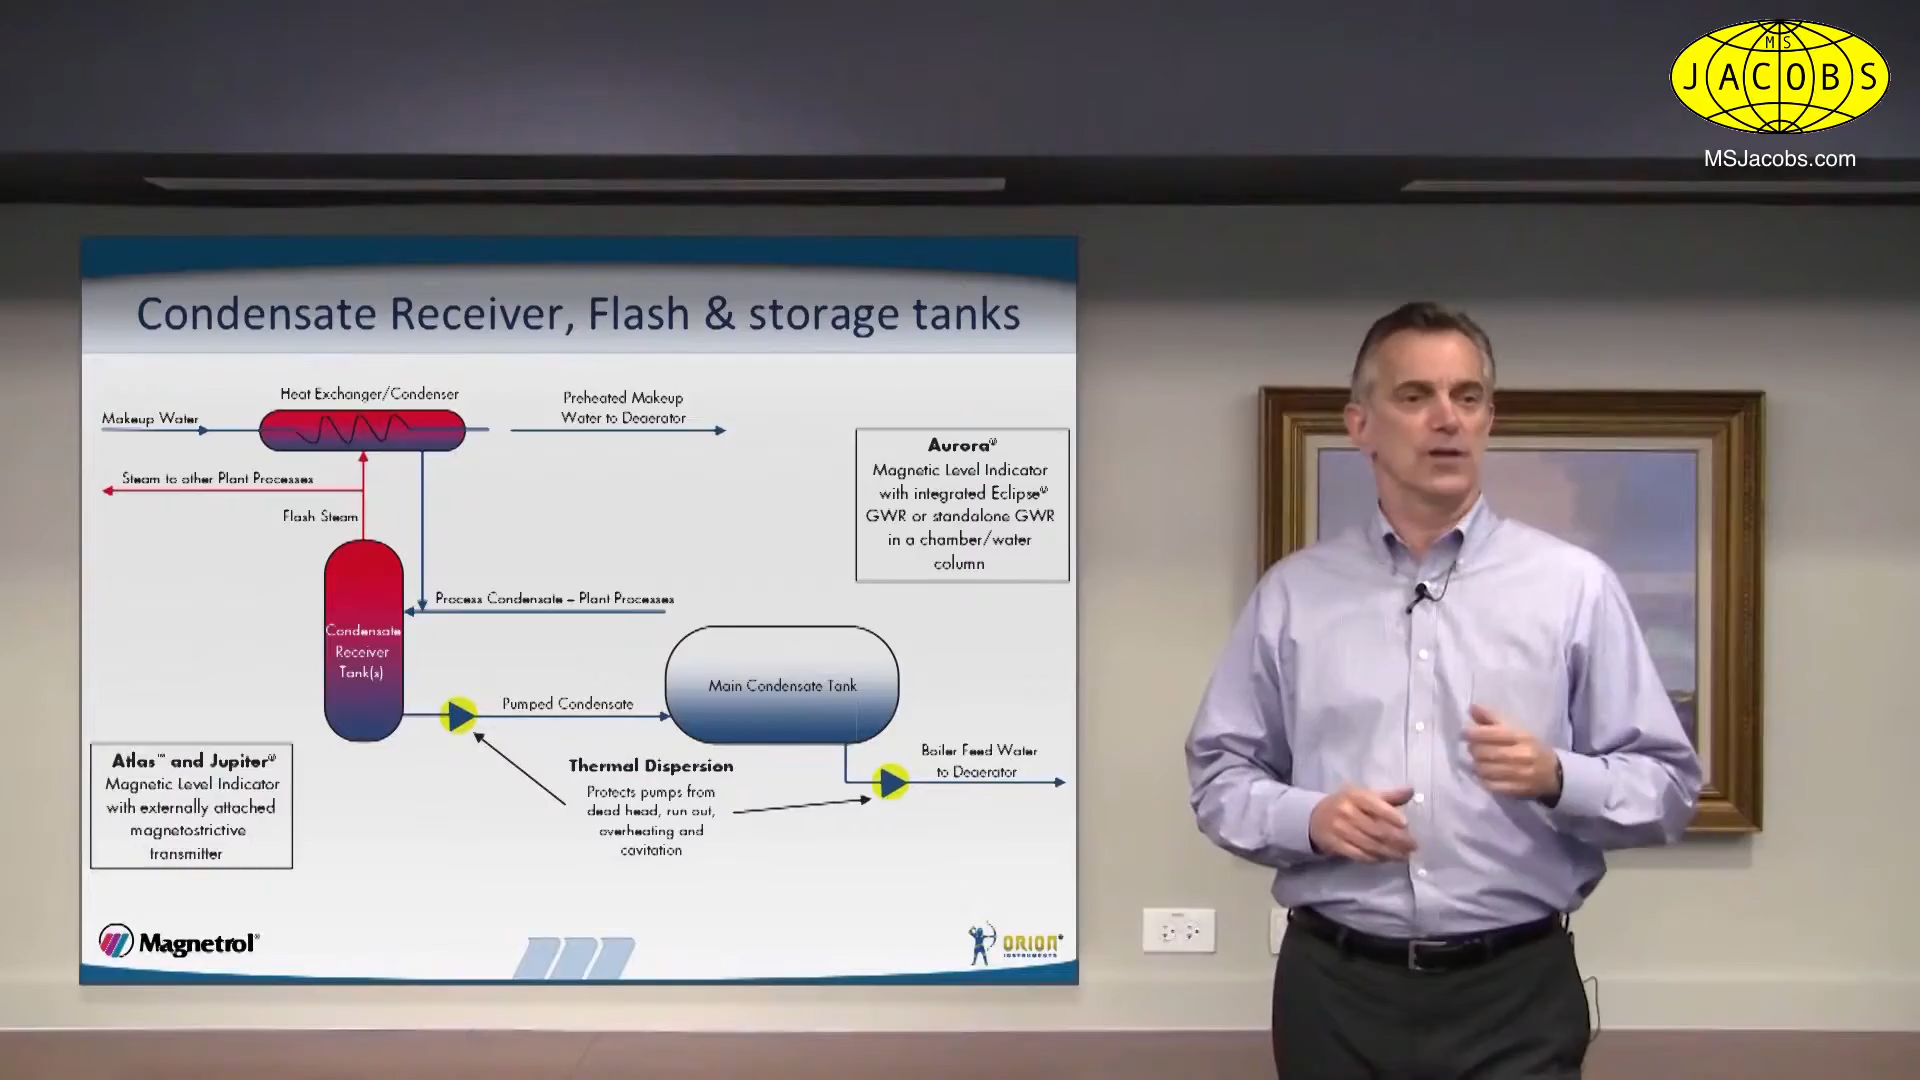 MS
JACOBS
MSJacobs.com
Condensate Receiver, Flash & storage tanks
Heat Exchanger/Condenser
Makeup Water
Preheated Makeup
Water to Deaerator
Steam to other Plant Processes
Flash Steam
Aurora®
Magnetic Level Indicator
with integrated Eclipse®
GWR or standalone GWR
in a chamber/water
column
Process Condensate – Plant Processes
Condensate
Receiver
Tank(s)
Main Condensate Tank
Pumped Condensate
Boiler Feed Water
to Deaerator
Atlas™ and Jupiter®
Magnetic Level Indicator
with externally attached
magnetostrictive
transmitter
Thermal Dispersion
Protects pumps from
dead head, run out,
overheating and
cavitation
Magnetrol®
ORION®
INSTRUMENTS